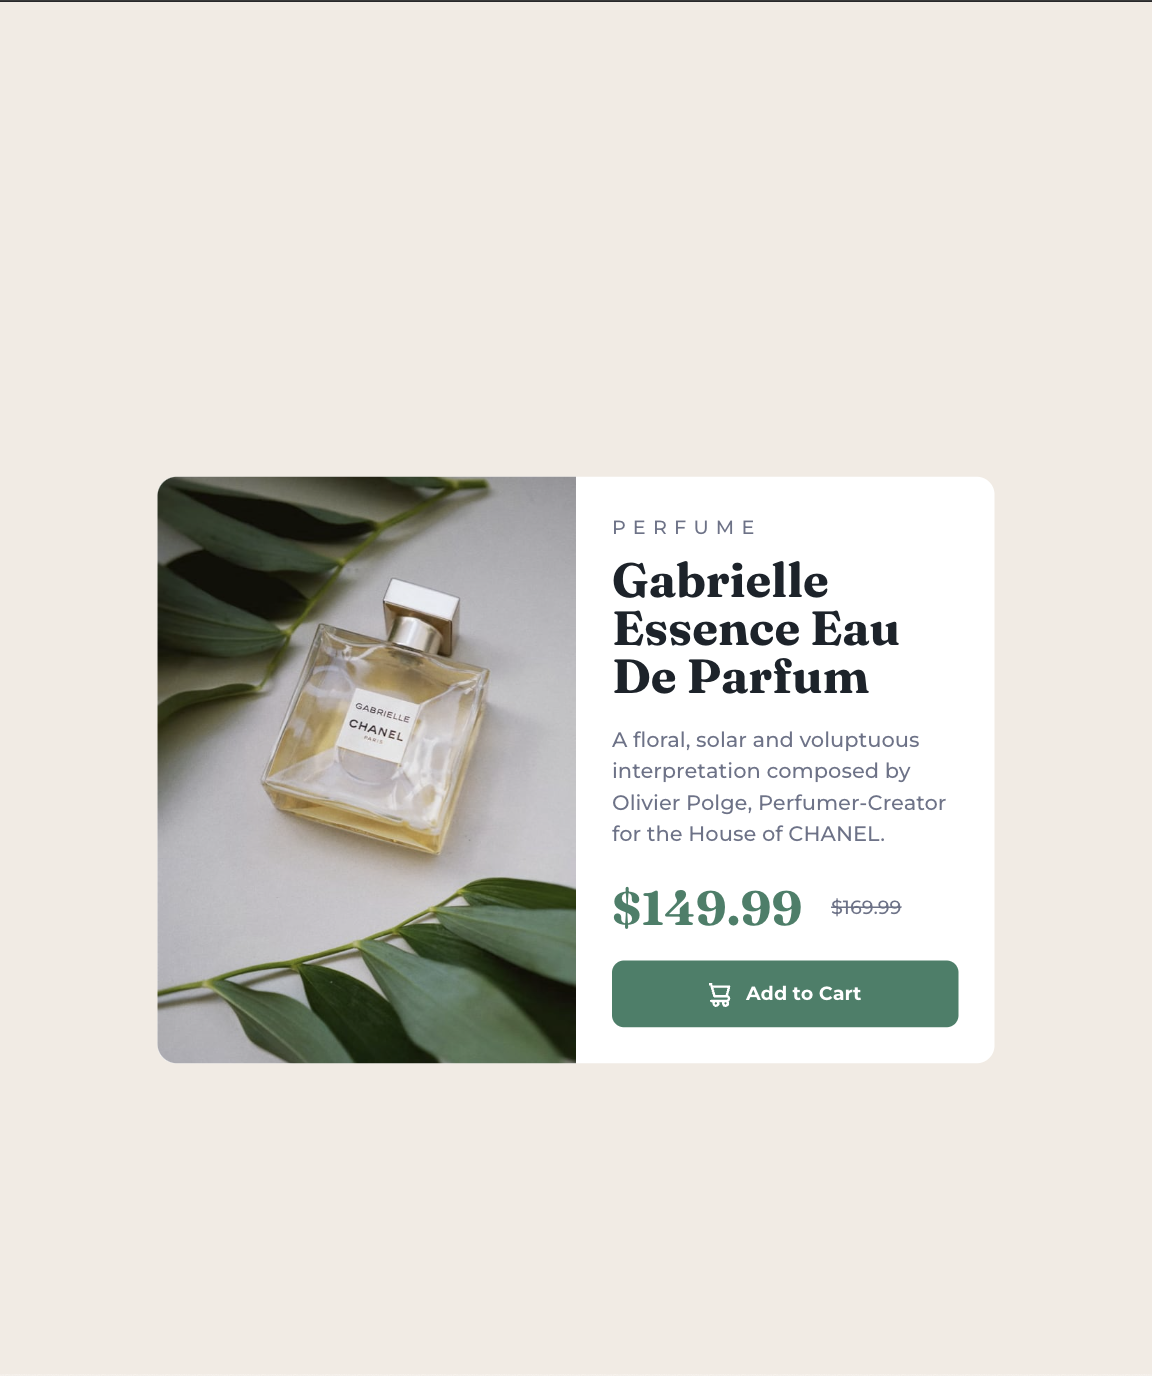 GABRIELLE
CHANEL
PARIS
PERFUME
Gabrielle
Essence Eau
De Parfum
A floral, solar and voluptuous
interpretation composed by
Olivier Polge, Perfumer-Creator
for the House of CHANEL.
$149.99 $169.99
Add to Cart